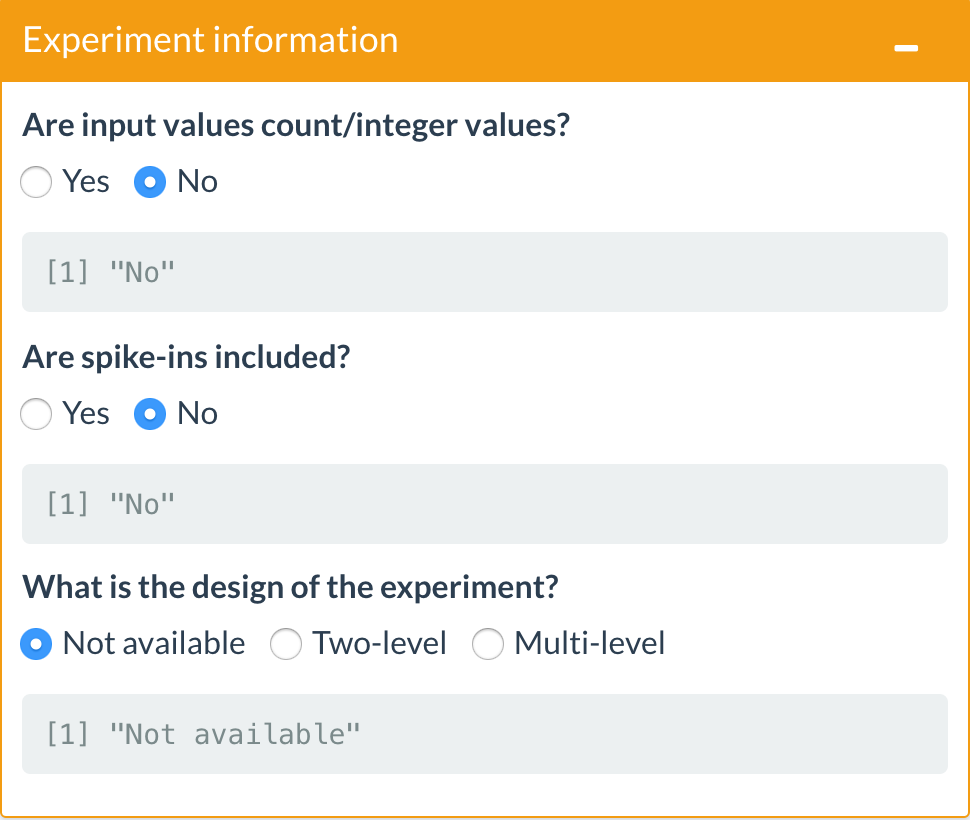 Experiment information
Are input values count/integer values?
Yes No
[1] "No"
Are spike-ins included?
Yes No
[1] "No"
What is the design of the experiment?
Not available Two-level Multi-level
[1] "Not available"